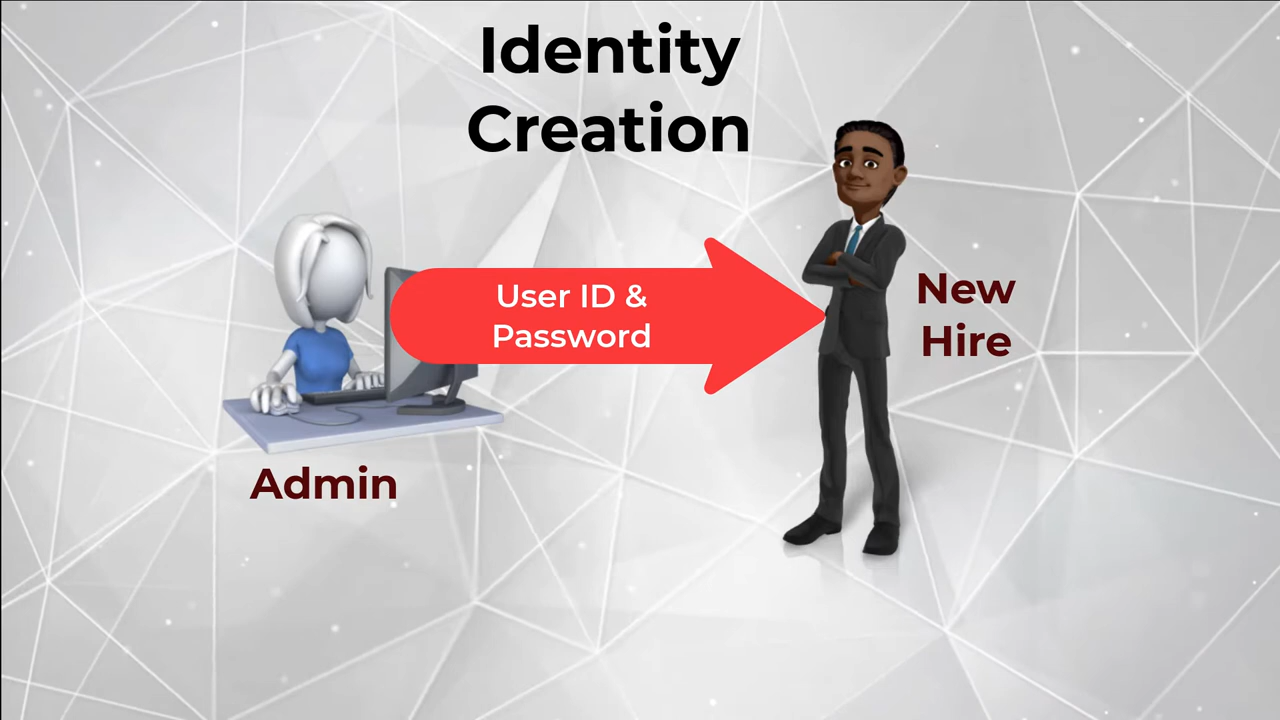 Identity
Creation
User ID &
Password
New
Hire
Admin